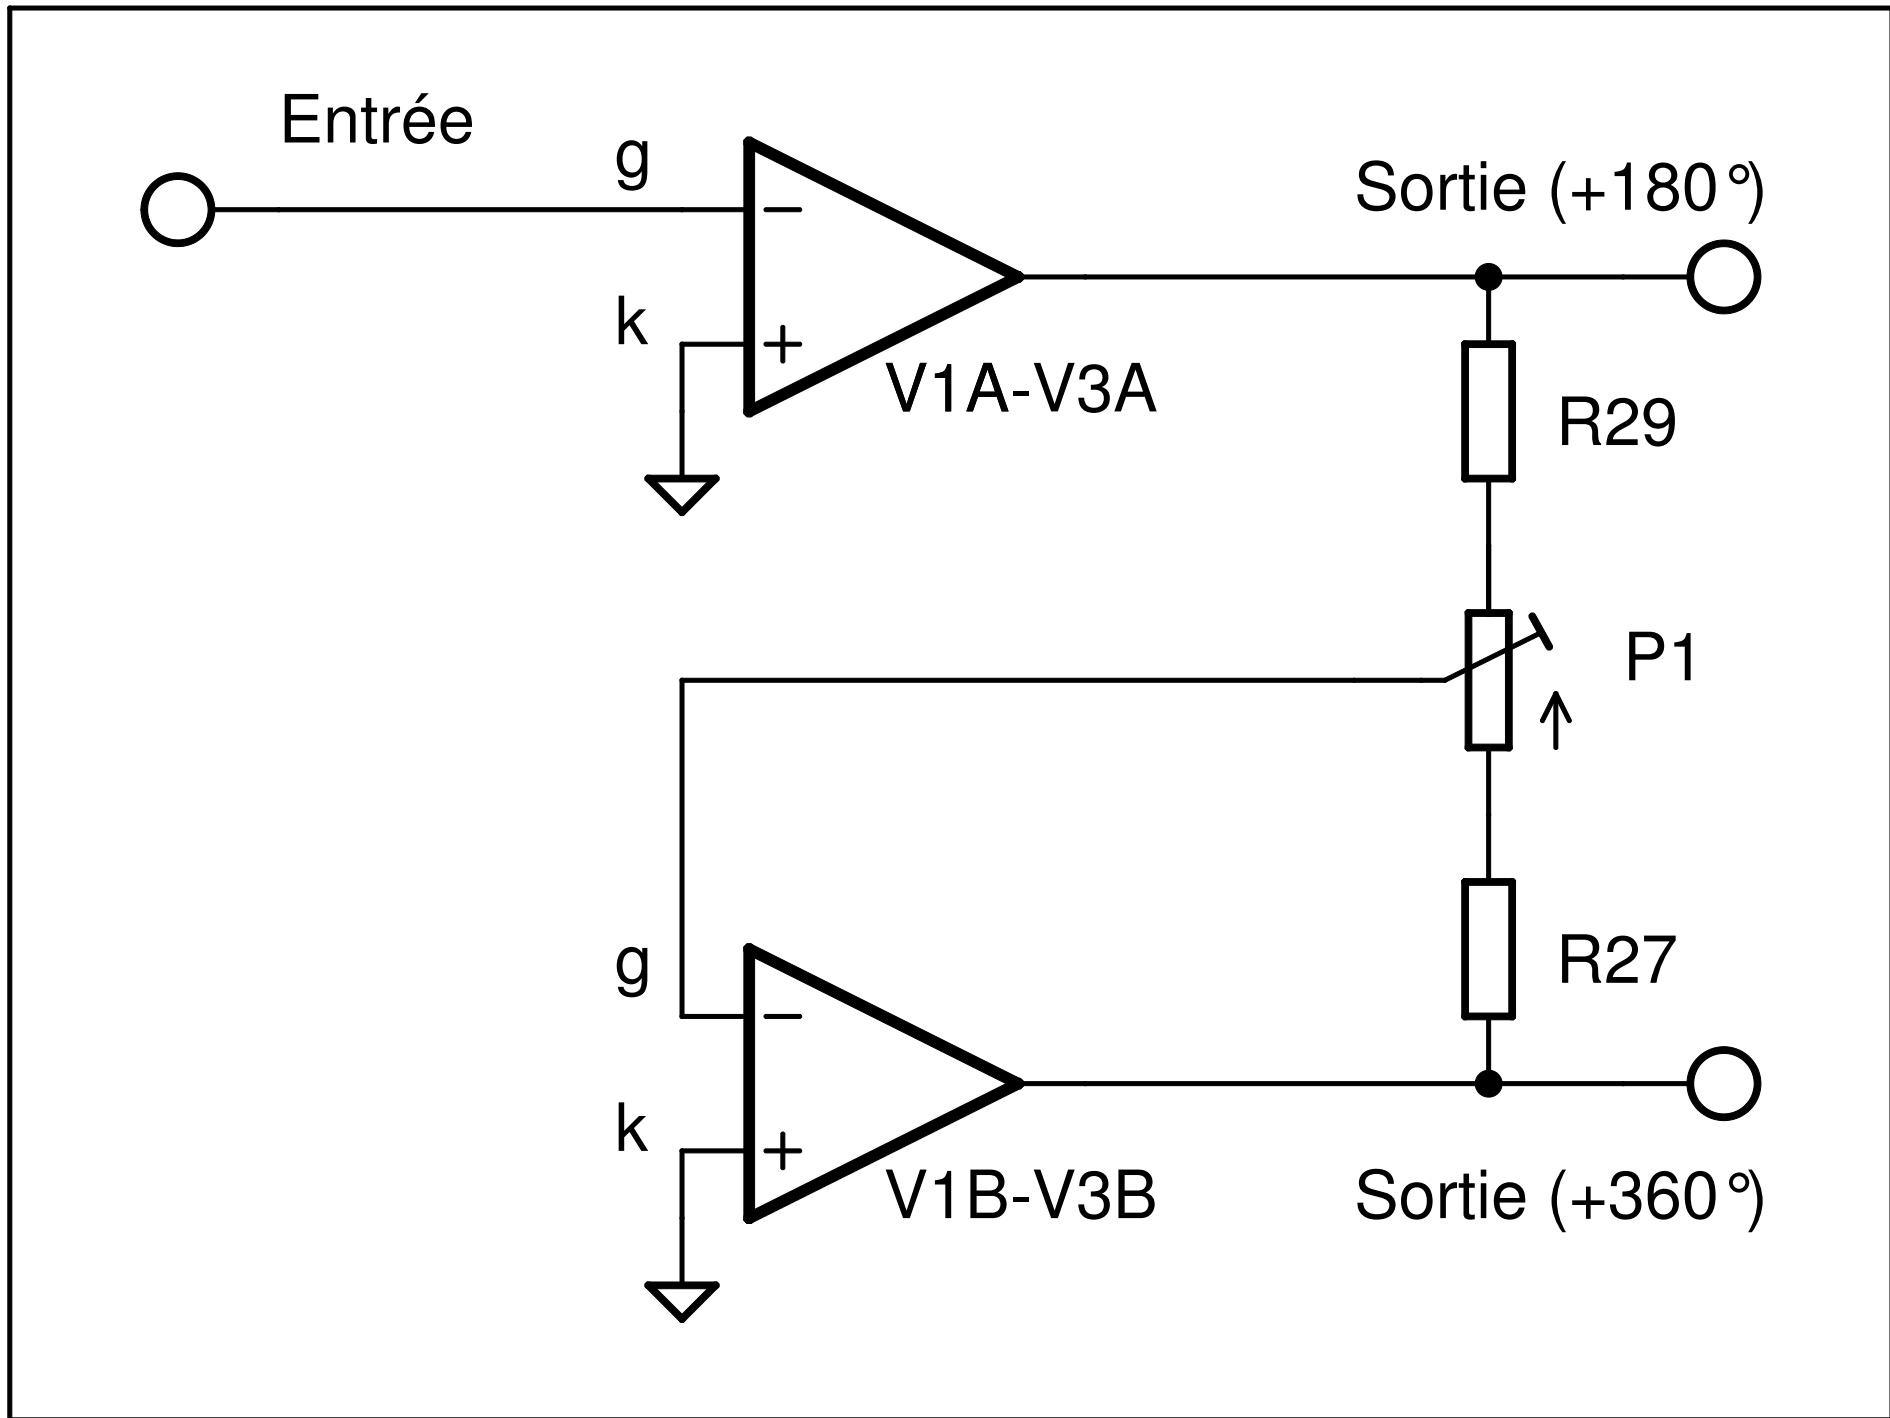 Entrée
g
Sortie (+180°)
k
V1A-V3A
R29
P1
g
R27
k
V1B-V3B
Sortie (+360°)